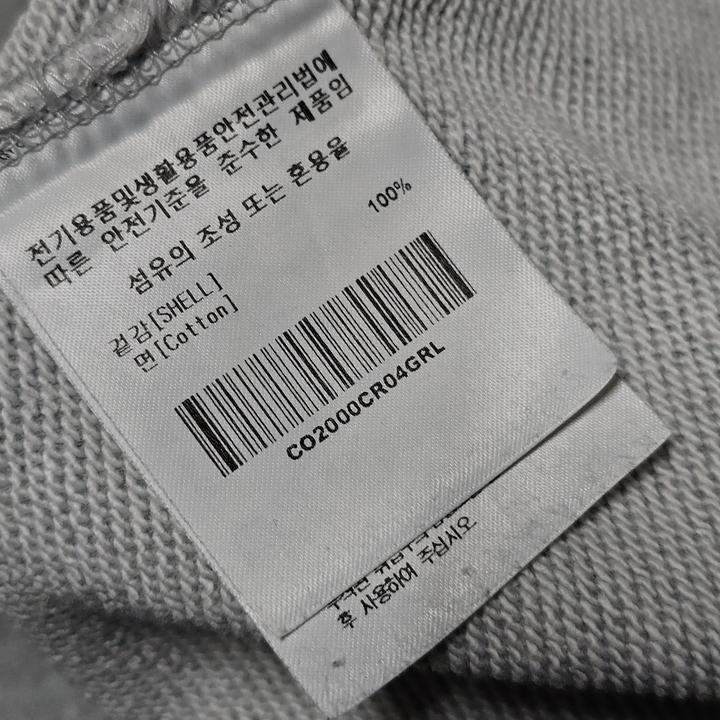 전기용품및생활용품안전관리법에
따른 안전기준을 준수한 제품임
섬유의 조성 또는 혼용율
100%
겉감[SHELL]
면[Cotton]
CO2000CR04GRL
후 사용하여 주십시오